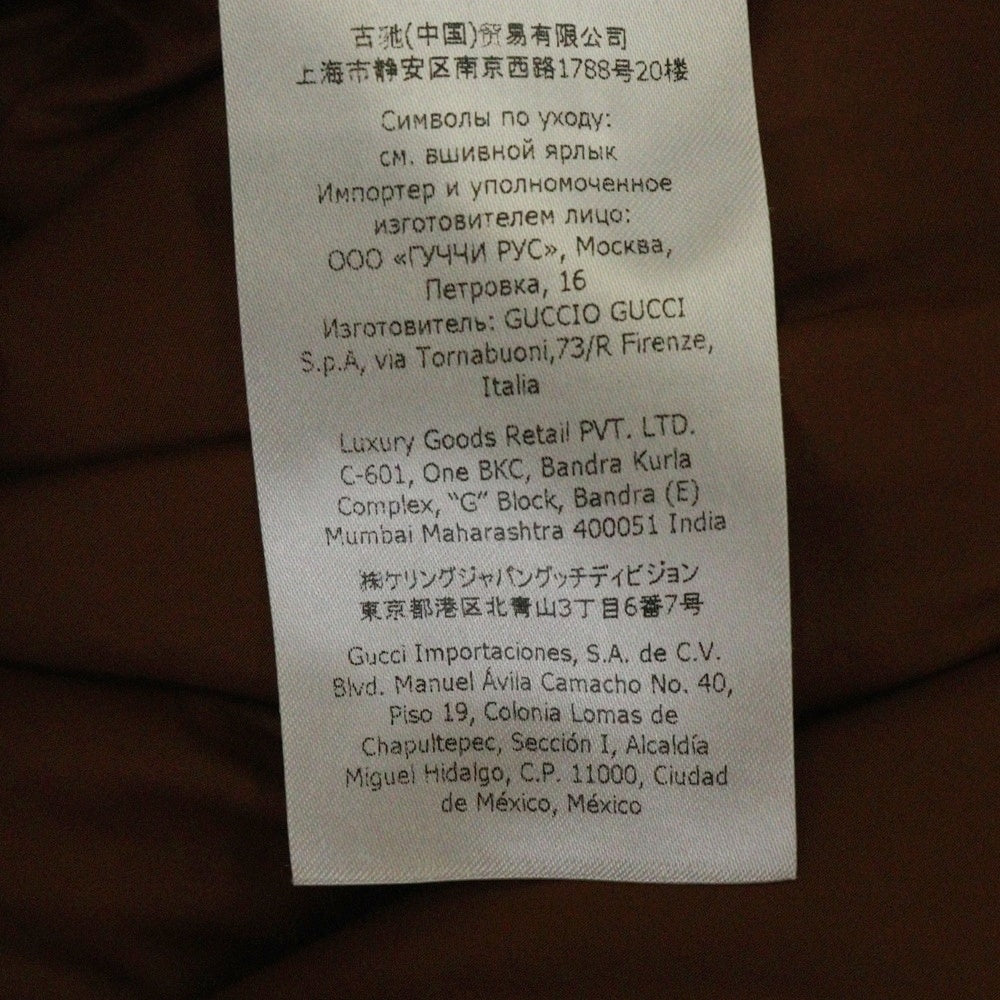 古驰(中国)贸易有限公司
上海市静安区南京西路1788号20楼
Символы по уходу:
см. вшивной ярлык
Импортер и уполномоченное
изготовителем лицо:
ООО «ГУЧЧИ РУС», Москва,
Петровка, 16
Изготовитель: GUCCIO GUCCI
S.p.A, via Tornabuoni,73/R Firenze,
Italia
Luxury Goods Retail PVT. LTD.
C-601, One BKC, Bandra Kurla
Complex, “G” Block, Bandra (E)
Mumbai Maharashtra 400051 India
㈱ケリングジャパングッチディビジョン
東京都港区北青山3丁目6番7号
Gucci Importaciones, S.A. de C.V.
Blvd. Manuel Ávila Camacho No. 40,
Piso 19, Colonia Lomas de
Chapultepec, Sección I, Alcaldía
Miguel Hidalgo, C.P. 11000, Ciudad
de México, México